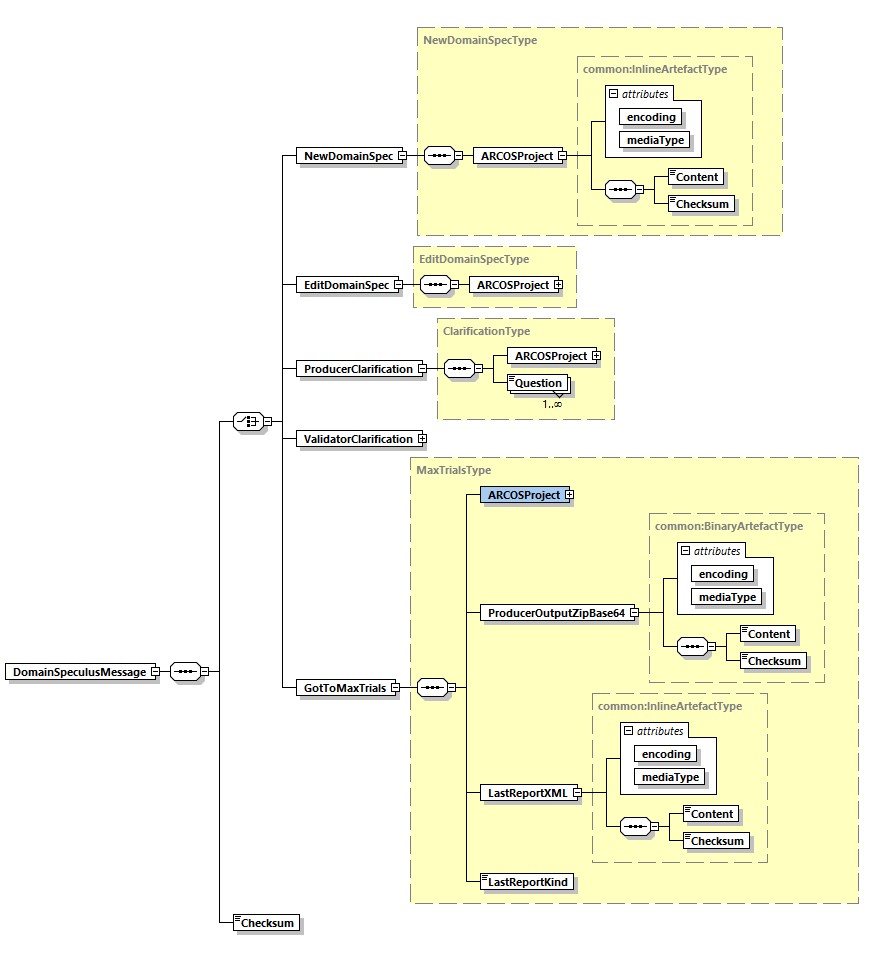 NewDomainSpecType
common:InlineArtefactType
attributes
encoding
mediaType
NewDomainSpec
ARCOSProject
Content
Checksum
EditDomainSpecType
EditDomainSpec
ARCOSProject
ClarificationType
ARCOSProject
ProducerClarification
Question
1..∞
ValidatorClarification
MaxTrialsType
ARCOSProject
common:BinaryArtefactType
attributes
encoding
mediaType
ProducerOutputZipBase64
Content
Checksum
DomainSpeculusMessage
GotToMaxTrials
common:InlineArtefactType
attributes
encoding
mediaType
LastReportXML
Content
Checksum
LastReportKind
Checksum